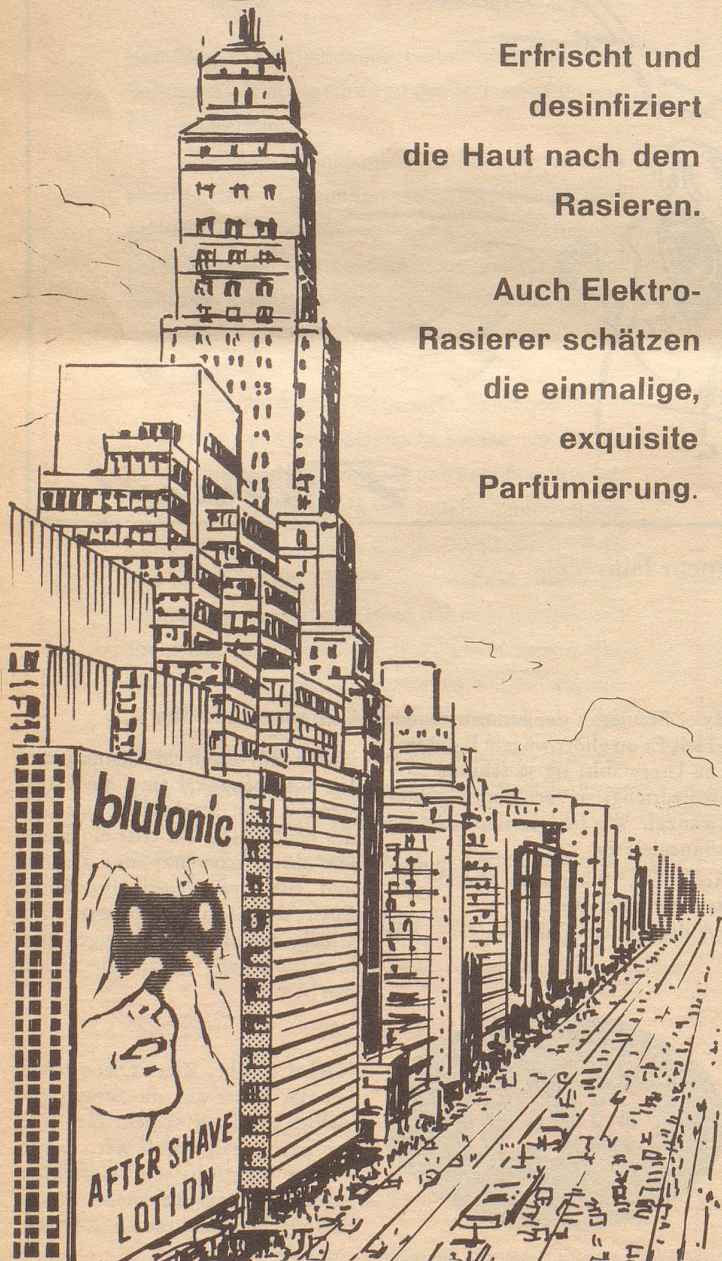 Erfrischt und
desinfiziert
die Haut nach dem
Rasieren.
Auch Elektro-
Rasierer schätzen
die einmalige,
exquisite
Parfümierung.
blutonic
AFTER SHAVE
LOTION